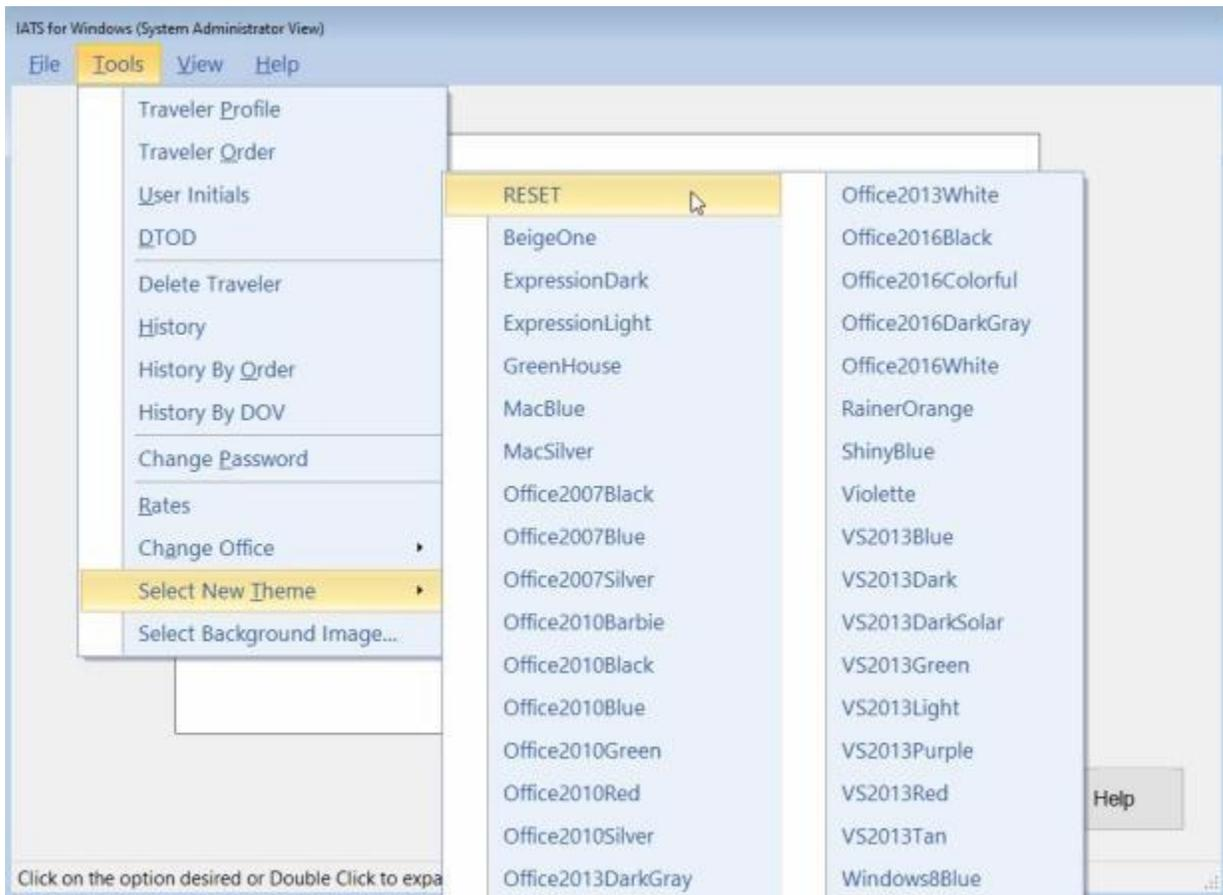 IATS for Windows (System Administrator View)
File Tools View Help
Traveler Profile
Traveler Order
User Initials
DTOD
Delete Traveler
History
History By Order
History By DOV
Change Password
Rates
Change Office
Select New Theme
Select Background Image...
RESET
BeigeOne
ExpressionDark
ExpressionLight
GreenHouse
MacBlue
MacSilver
Office2007Black
Office2007Blue
Office2007Silver
Office2010Barbie
Office2010Black
Office2010Blue
Office2010Green
Office2010Red
Office2010Silver
Office2013DarkGray
Office2013White
Office2016Black
Office2016Colorful
Office2016DarkGray
Office2016White
RainerOrange
ShinyBlue
Violette
VS2013Blue
VS2013Dark
VS2013DarkSolar
VS2013Green
VS2013Light
VS2013Purple
VS2013Red
VS2013Tan
Windows8Blue
Help
Click on the option desired or Double Click to expa